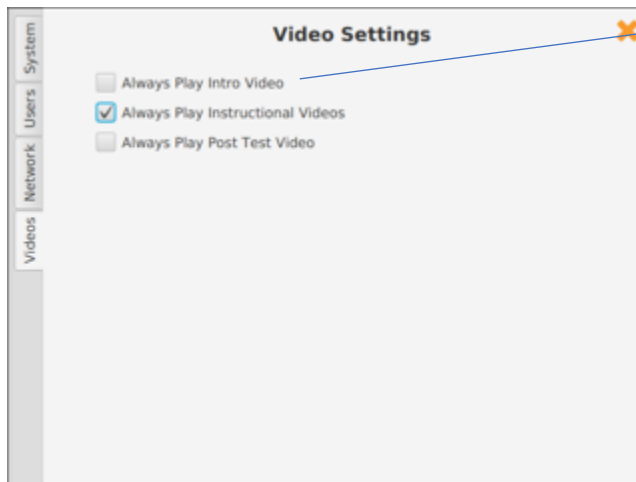 Video Settings
System
Users
Network
Videos
Always Play Intro Video
Always Play Instructional Videos
Always Play Post Test Video